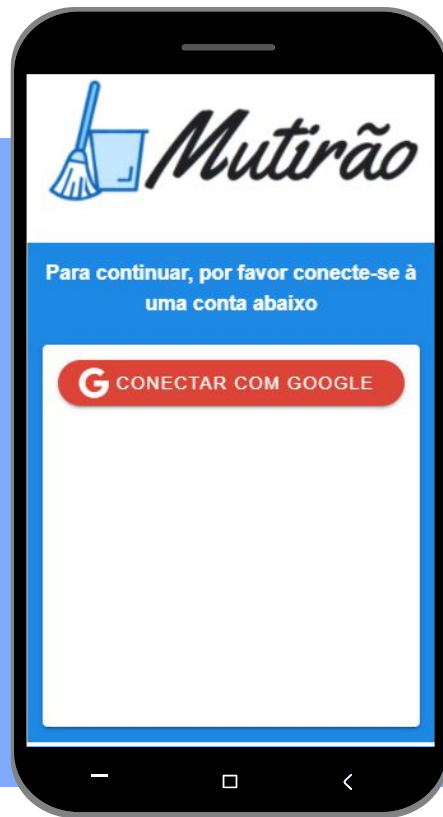 Mutirão
Para continuar, por favor conecte-se à
uma conta abaixo
G CONECTAR COM GOOGLE